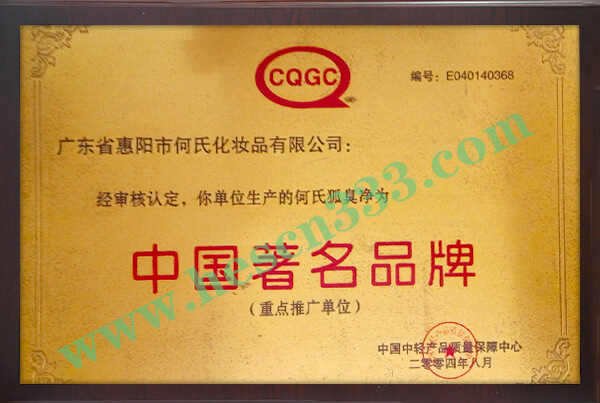 CQGC
编号：E040140368
广东省惠阳市何氏化妆品有限公司：
经审核认定，你单位生产的何氏狐臭净为
中国著名品牌
（重点推广单位）
中国中轻产品质量保障中心
二零零四年八月
www.hescn333.com